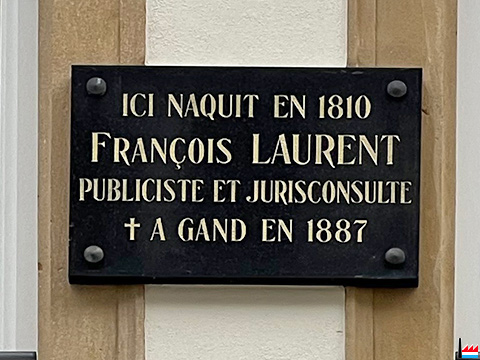 ICI NAQUIT EN 1810
FRANÇOIS LAURENT
PUBLICISTE ET JURISCONSULTE
† A GAND EN 1887